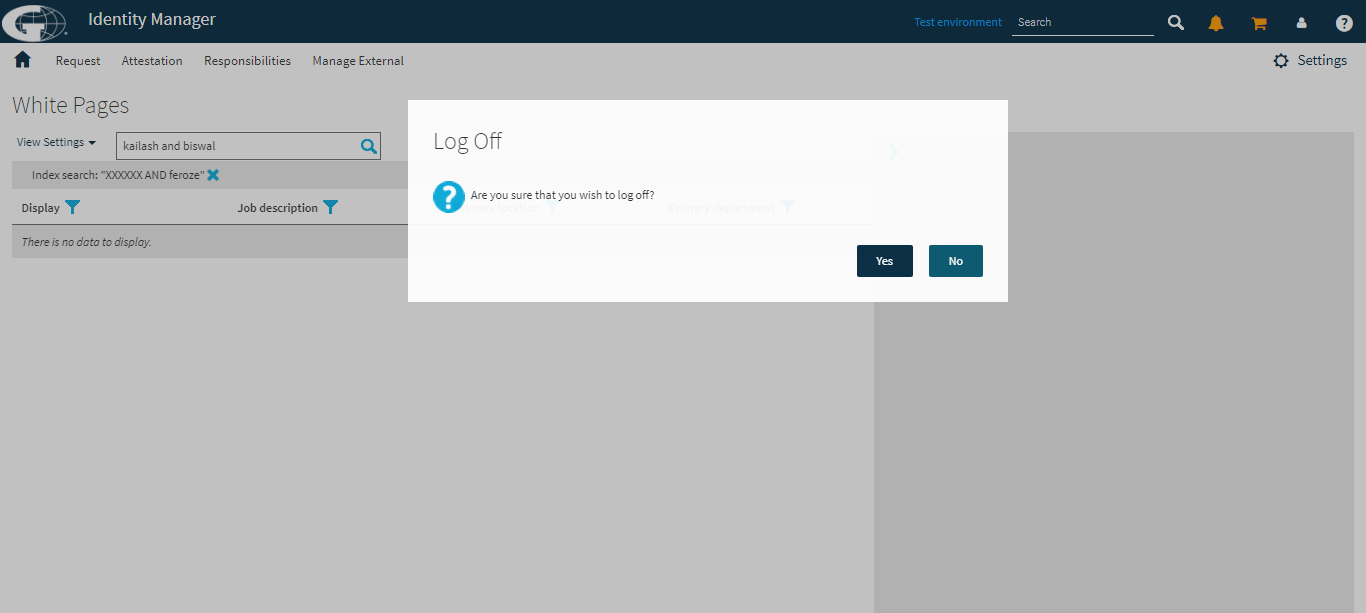 Identity Manager
Test environment
Search
Request Attestation Responsibilities Manage External
Settings
White Pages
View Settings
kailash and biswal
Index search: "XXXXXX AND feroze"
Display Job description Primary location Primary department
There is no data to display.
Log Off
Are you sure that you wish to log off?
Yes No